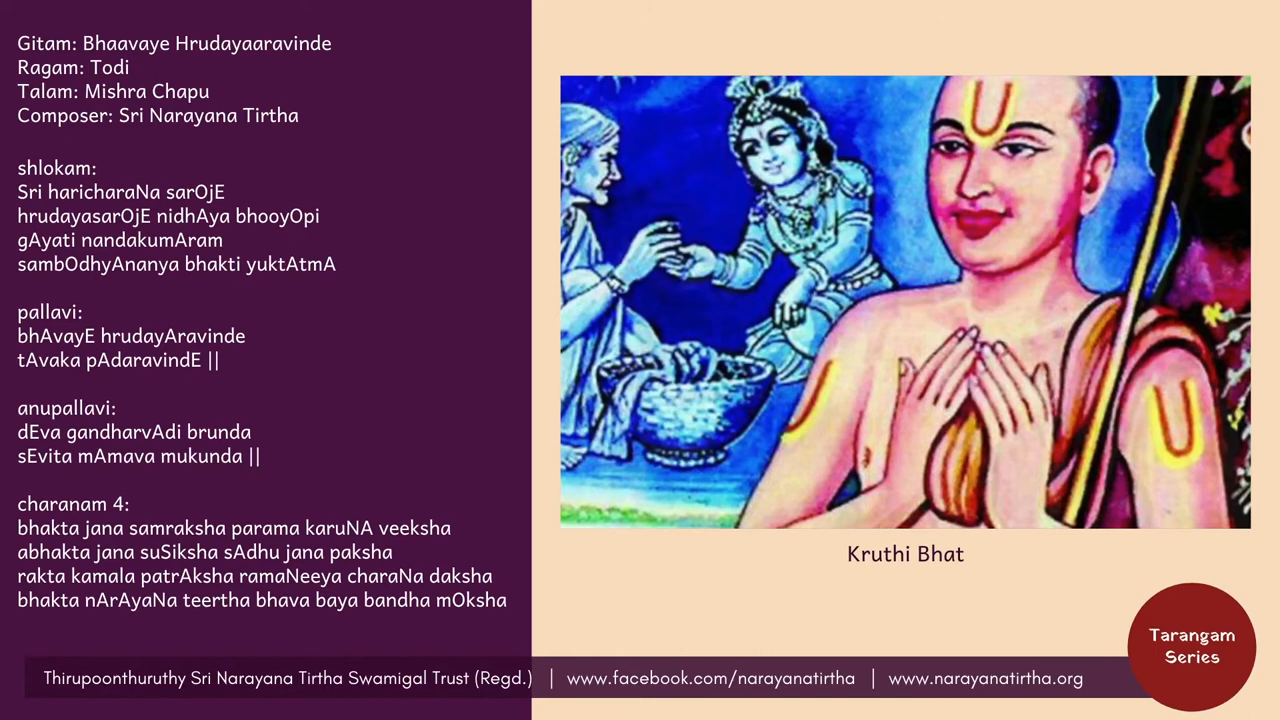 Gitam: Bhaavaye Hrudayaaravinde
Ragam: Todi
Talam: Mishra Chapu
Composer: Sri Narayana Tirtha
shlokam:
Sri haricharaNa sarOjE
hrudayasarOjE nidhAya bhooyOpi
gAyati nandakumAram
sambOdhyAnanya bhakti yuktAtmA
pallavi:
bhAvayE hrudayAravinde
tAvaka pAdaravindE ||
anupallavi:
dEva gandharvAdi brunda
sEvita mAmava mukunda ||
charanam 4:
bhakta jana samraksha parama karuNA veeksha
abhakta jana suSiksha sAdhu jana paksha
rakta kamala patrAksha ramaNeeya charaNa daksha
bhakta nArAyaNa teertha bhava baya bandha mOksha
Kruthi Bhat
Tarangam
Series
Thirupoonthuruthy Sri Narayana Tirtha Swamigal Trust (Regd.) | www.facebook.com/narayanatirtha | www.narayanatirtha.org